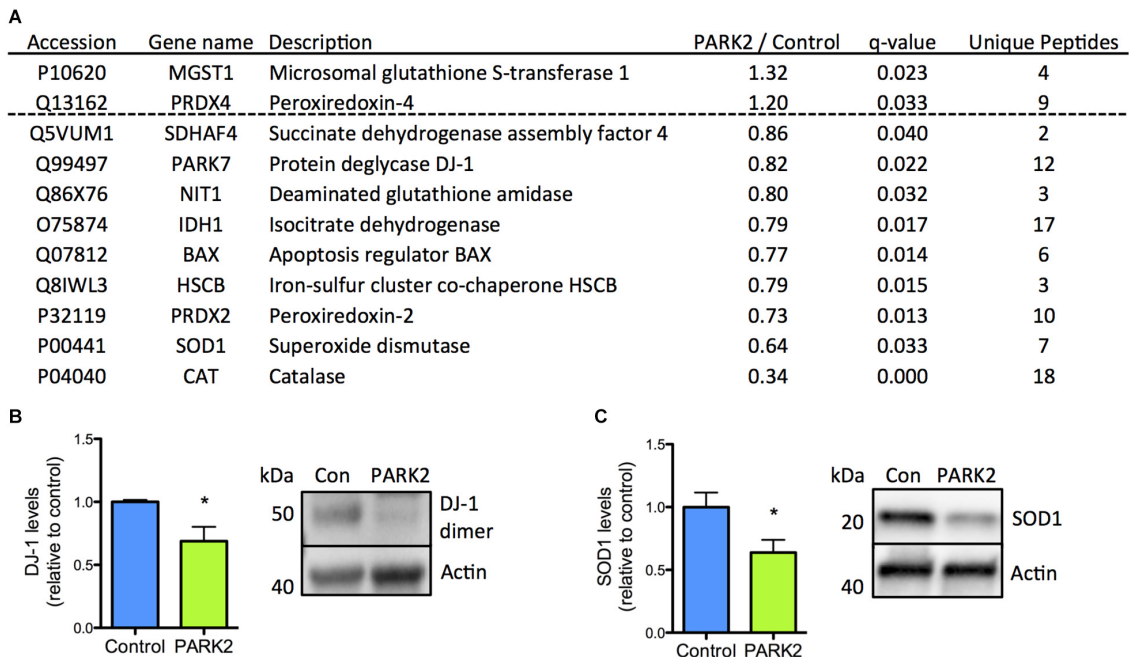 A
Accession Gene name Description PARK2 / Control q-value Unique Peptides
P10620 MGST1 Microsomal glutathione S-transferase 1 1.32 0.023 4
Q13162 PRDX4 Peroxiredoxin-4 1.20 0.033 9
Q5VUM1 SDHAF4 Succinate dehydrogenase assembly factor 4 0.86 0.040 2
Q99497 PARK7 Protein deglycase DJ-1 0.82 0.022 12
Q86X76 NIT1 Deaminated glutathione amidase 0.80 0.032 3
O75874 IDH1 Isocitrate dehydrogenase 0.79 0.017 17
Q07812 BAX Apoptosis regulator BAX 0.77 0.014 6
Q8IWL3 HSCB Iron-sulfur cluster co-chaperone HSCB 0.79 0.015 3
P32119 PRDX2 Peroxiredoxin-2 0.73 0.013 10
P00441 SOD1 Superoxide dismutase 0.64 0.033 7
P04040 CAT Catalase 0.34 0.000 18
B
DJ-1 levels
(relative to control)
1.5
1.0
0.5
0.0
*
Control PARK2
kDa Con PARK2
50
DJ-1
dimer
40
Actin
C
SOD1 levels
(relative to control)
1.5
1.0
0.5
0.0
*
Control PARK2
kDa Con PARK2
20
SOD1
40
Actin